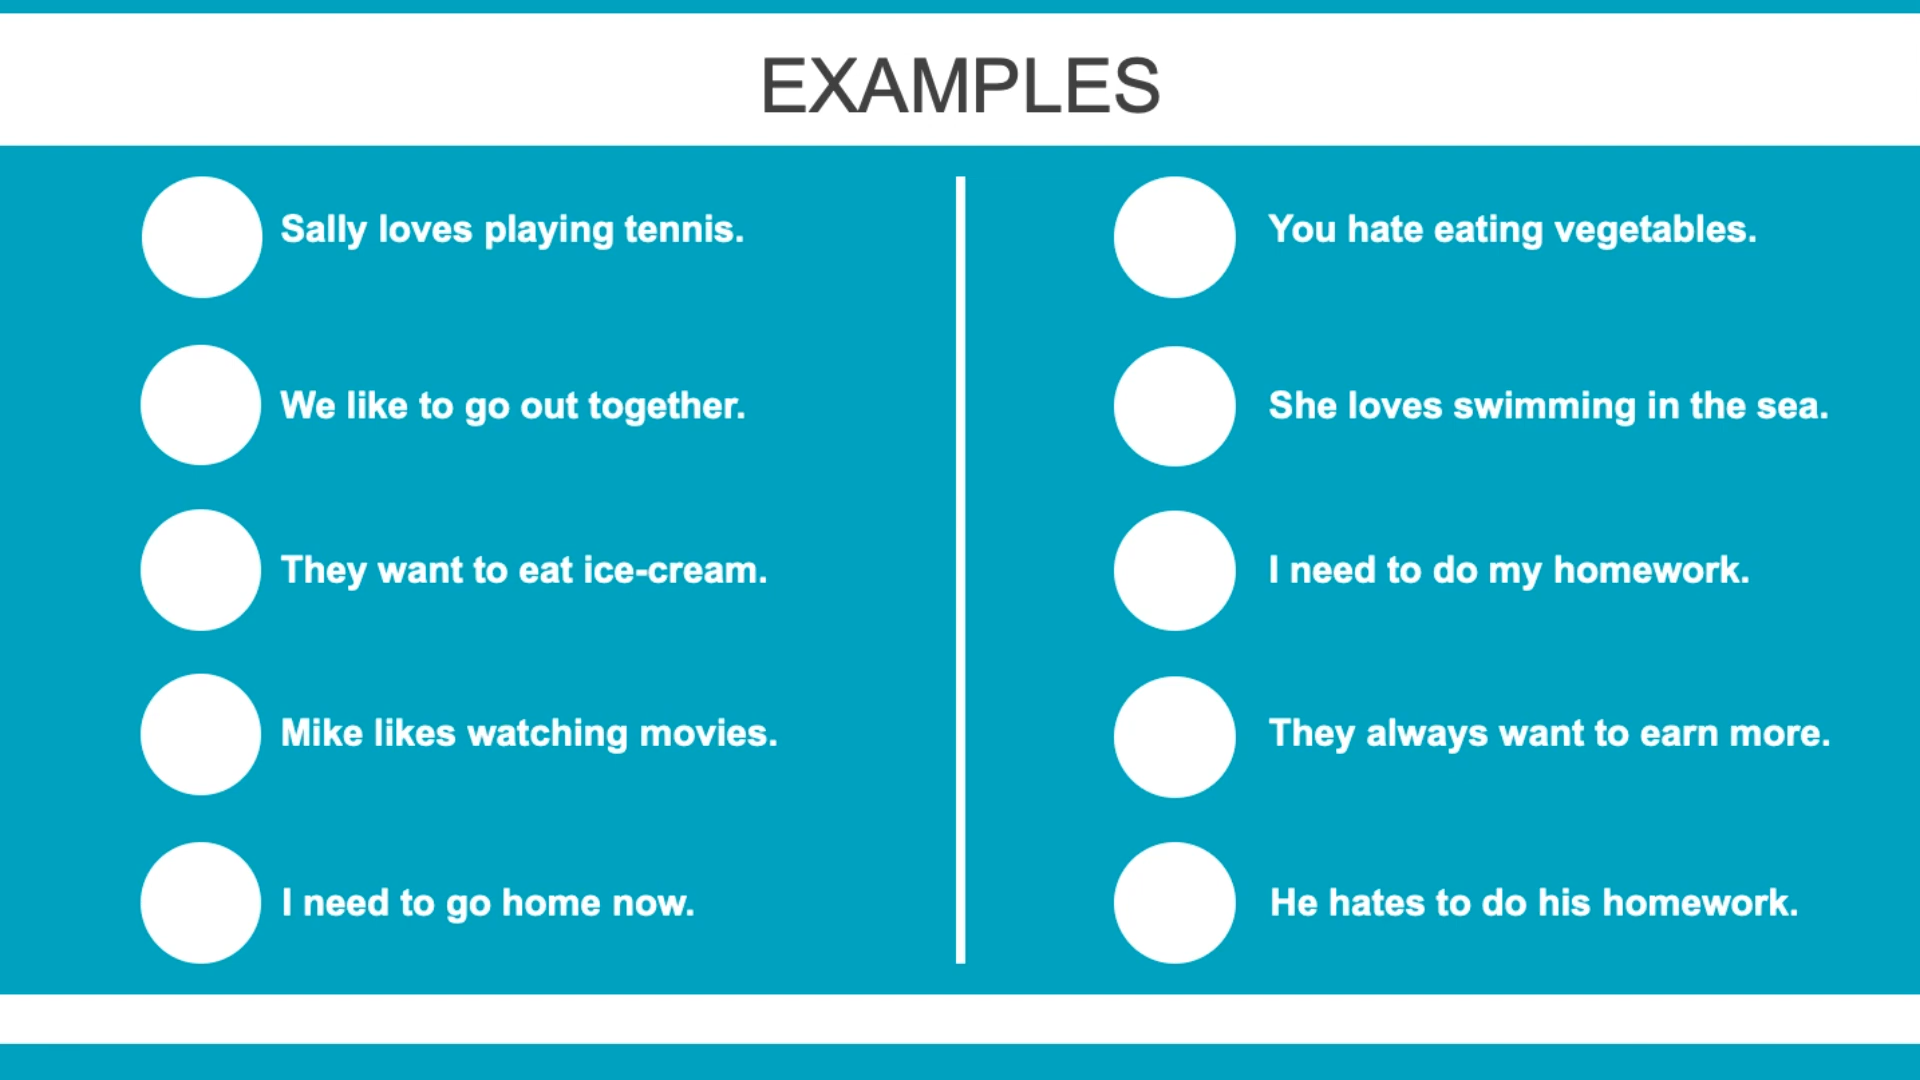 EXAMPLES
Sally loves playing tennis.
We like to go out together.
They want to eat ice-cream.
Mike likes watching movies.
I need to go home now.
You hate eating vegetables.
She loves swimming in the sea.
I need to do my homework.
They always want to earn more.
He hates to do his homework.